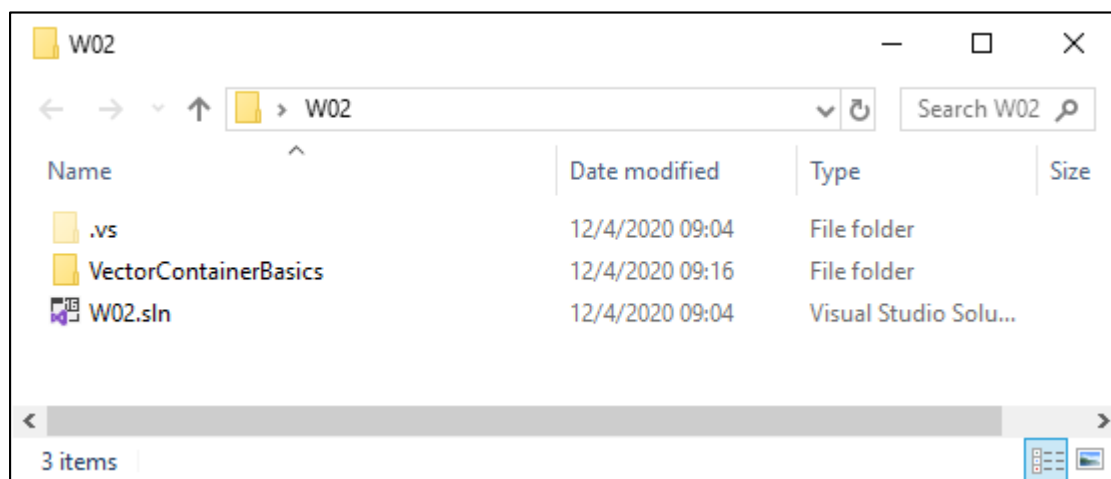 W02
W02
Search W02
Name Date modified Type Size
.vs 12/4/2020 09:04 File folder
VectorContainerBasics 12/4/2020 09:16 File folder
W02.sln 12/4/2020 09:04 Visual Studio Solu...
3 items